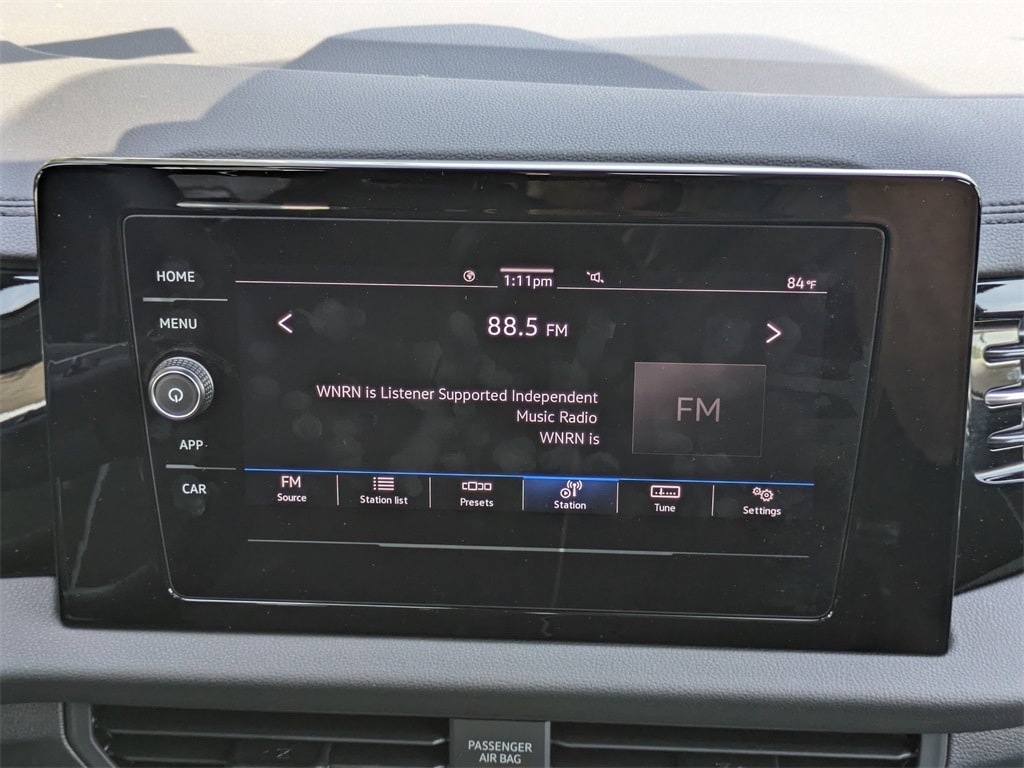 HOME
MENU
APP
CAR
1:11pm
84°F
88.5 FM
WNRN is Listener Supported Independent
Music Radio
WNRN is
FM
FM
Source
Station list
Presets
Station
Tune
Settings
PASSENGER
AIR BAG